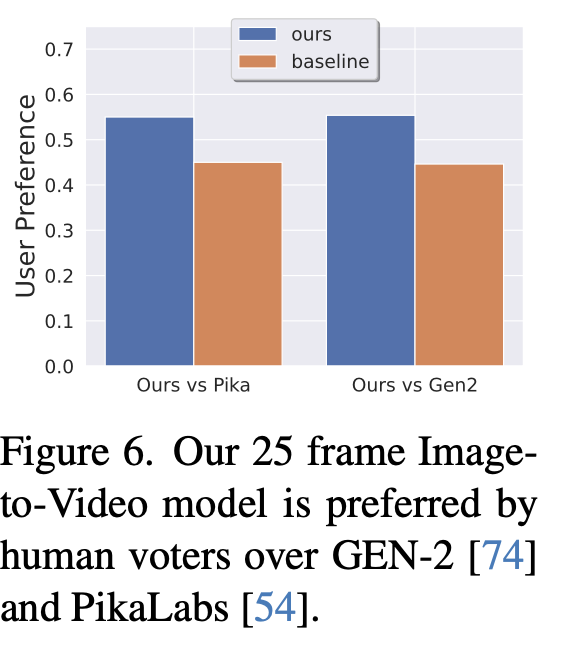 ours
baseline
User Preference
0.7
0.6
0.5
0.4
0.3
0.2
0.1
0.0
Ours vs Pika
Ours vs Gen2
Figure 6. Our 25 frame Image-
to-Video model is preferred by
human voters over GEN-2 [74]
and PikaLabs [54].